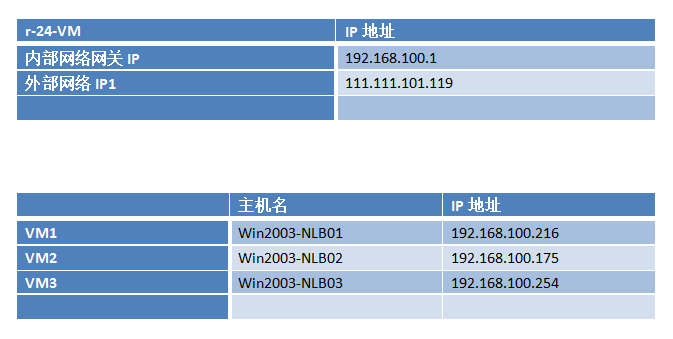 r-24-VM IP 地址
内部网络网关 IP 192.168.100.1
外部网络 IP1 111.111.101.119
主机名 IP 地址
VM1 Win2003-NLB01 192.168.100.216
VM2 Win2003-NLB02 192.168.100.175
VM3 Win2003-NLB03 192.168.100.254